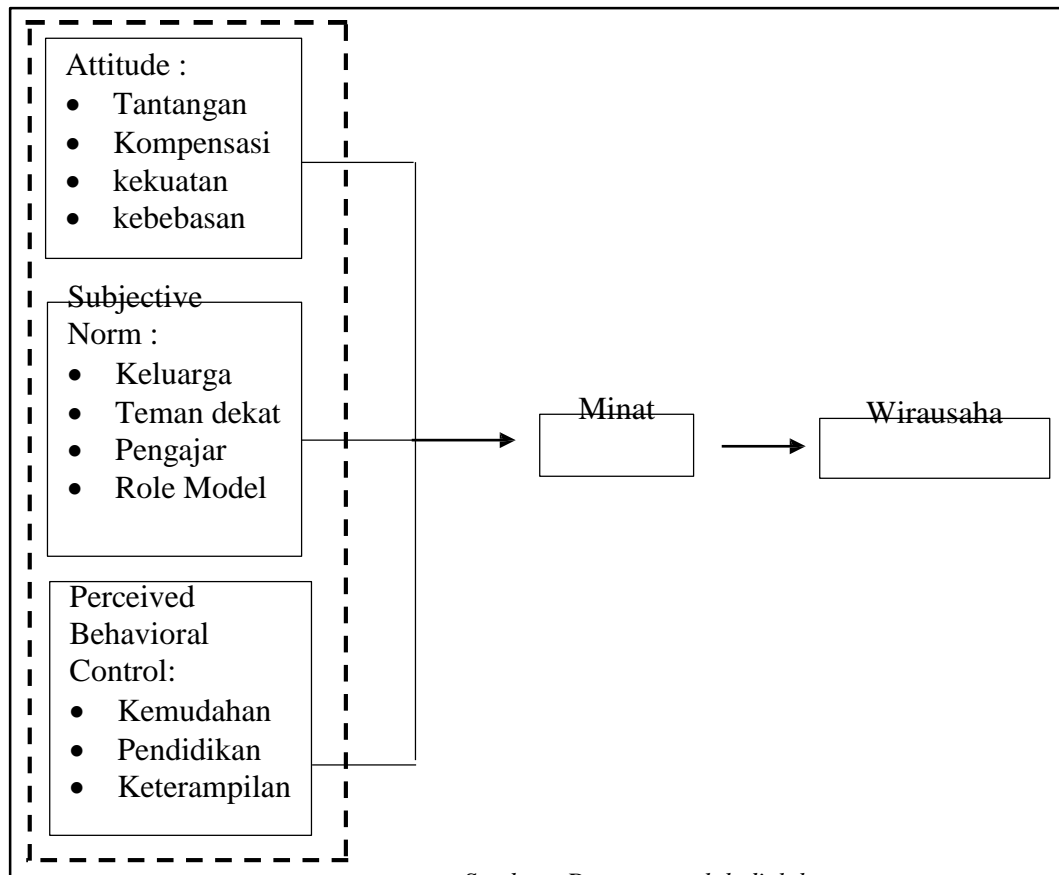 Attitude :
• Tantangan
• Kompensasi
• kekuatan
• kebebasan
Subjective
Norm :
• Keluarga
• Teman dekat
• Pengajar
• Role Model
Perceived
Behavioral
Control:
• Kemudahan
• Pendidikan
• Keterampilan
Minat
Wirausaha